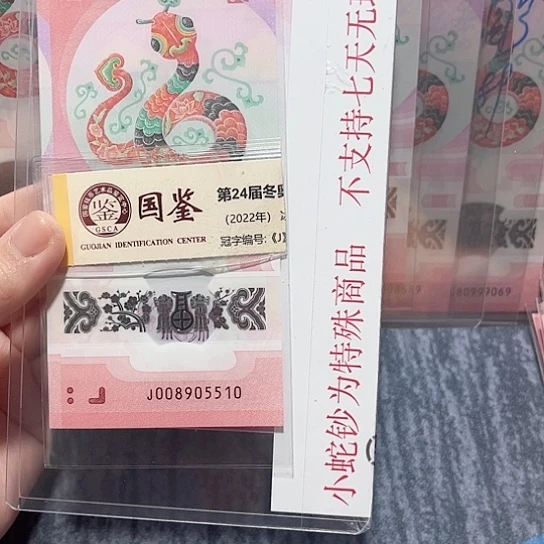 国鉴
第24届冬
(2022年)
GSCA
GUOJIAN IDENTIFICATION CENTER
冠字编号:
J008905510
小蛇钞为特殊商品 不支持七天无
80999069